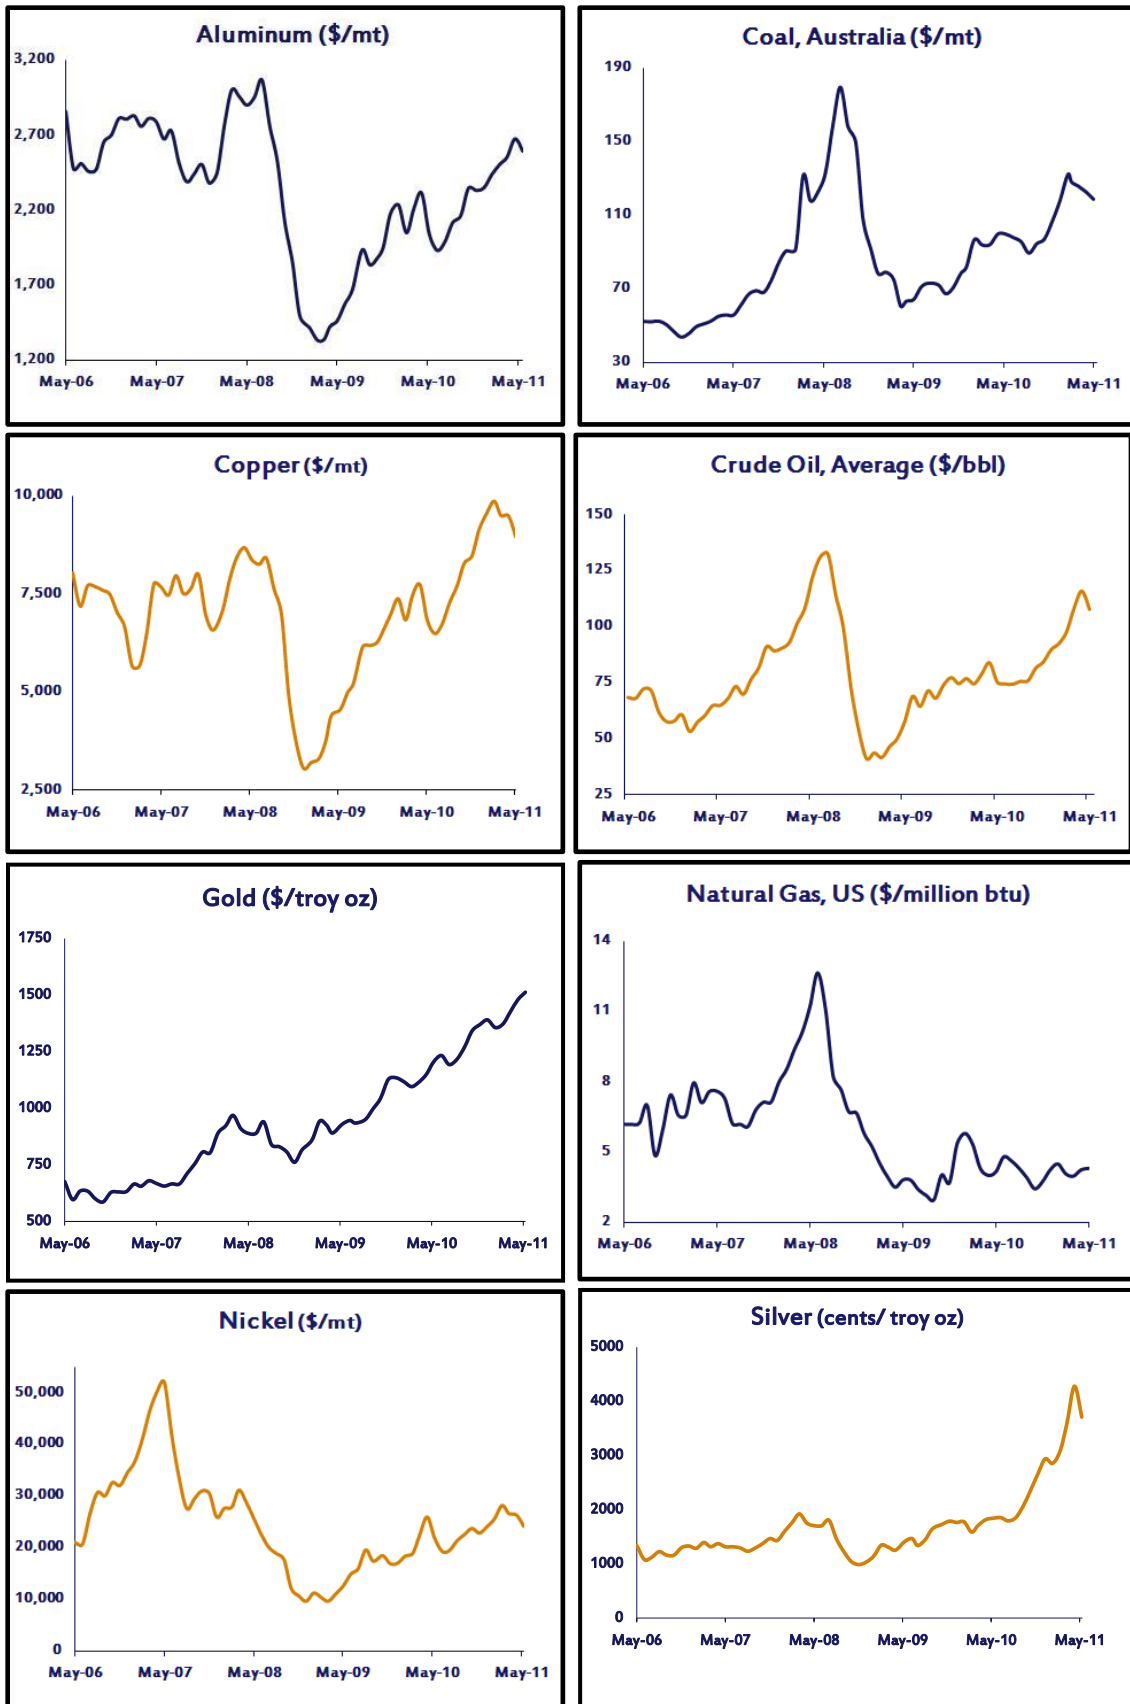 Aluminum ($/mt)
3,200
2,700
2,200
1,700
1,200
May-06 May-07 May-08 May-09 May-10 May-11
Coal, Australia ($/mt)
190
150
110
70
30
May-06 May-07 May-08 May-09 May-10 May-11
Copper ($/mt)
10,000
7,500
5,000
2,500
May-06 May-07 May-08 May-09 May-10 May-11
Crude Oil, Average ($/bbl)
150
125
100
75
50
25
May-06 May-07 May-08 May-09 May-10 May-11
Gold ($/troy oz)
1750
1500
1250
1000
750
500
May-06 May-07 May-08 May-09 May-10 May-11
Natural Gas, US ($/million btu)
14
11
8
5
2
May-06 May-07 May-08 May-09 May-10 May-11
Nickel ($/mt)
50,000
40,000
30,000
20,000
10,000
0
May-06 May-07 May-08 May-09 May-10 May-11
Silver (cents/ troy oz)
5000
4000
3000
2000
1000
0
May-06 May-07 May-08 May-09 May-10 May-11